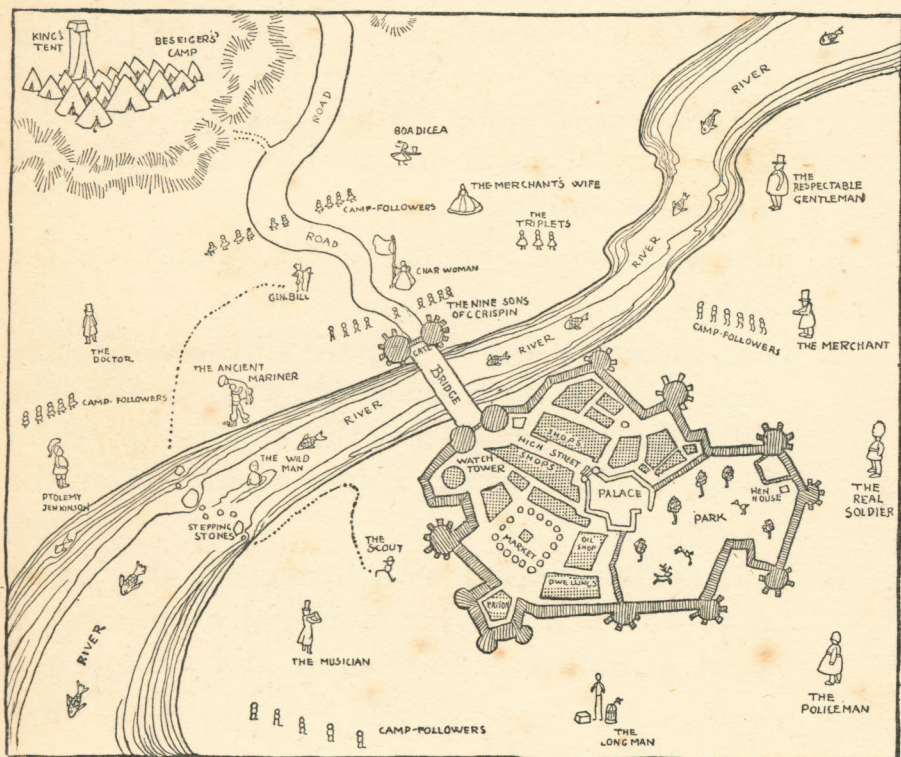 KING'S
TENT
BESEIGERS'
CAMP
ROAD
RIVER
BOADICEA
THE
RESPECTABLE
GENTLEMAN
THE MERCHANT'S WIFE
CAMP-FOLLOWERS
THE
TRIPLETS
ROAD
RIVER
CHARWOMAN
GEN. BILL
THE NINE SONS
OF C CRISPIN
CAMP-FOLLOWERS
THE MERCHANT
THE
DOCTOR
GATE
RIVER
THE ANCIENT
MARINER
BRIDGE
CAMP-FOLLOWERS
RIVER
SHOPS
HIGH STREET
SHOPS
THE WILD
MAN
WATCH
TOWER
PTOLEMY
JENKINSON
PALACE
HEN
HOUSE
THE
REAL
SOLDIER
PARK
STEPPING
STONES
THE
SCOUT
MARKET
OIL
SHOP
DWELLINGS
PRISON
RIVER
THE MUSICIAN
THE
POLICEMAN
CAMP-FOLLOWERS
THE
LONG MAN